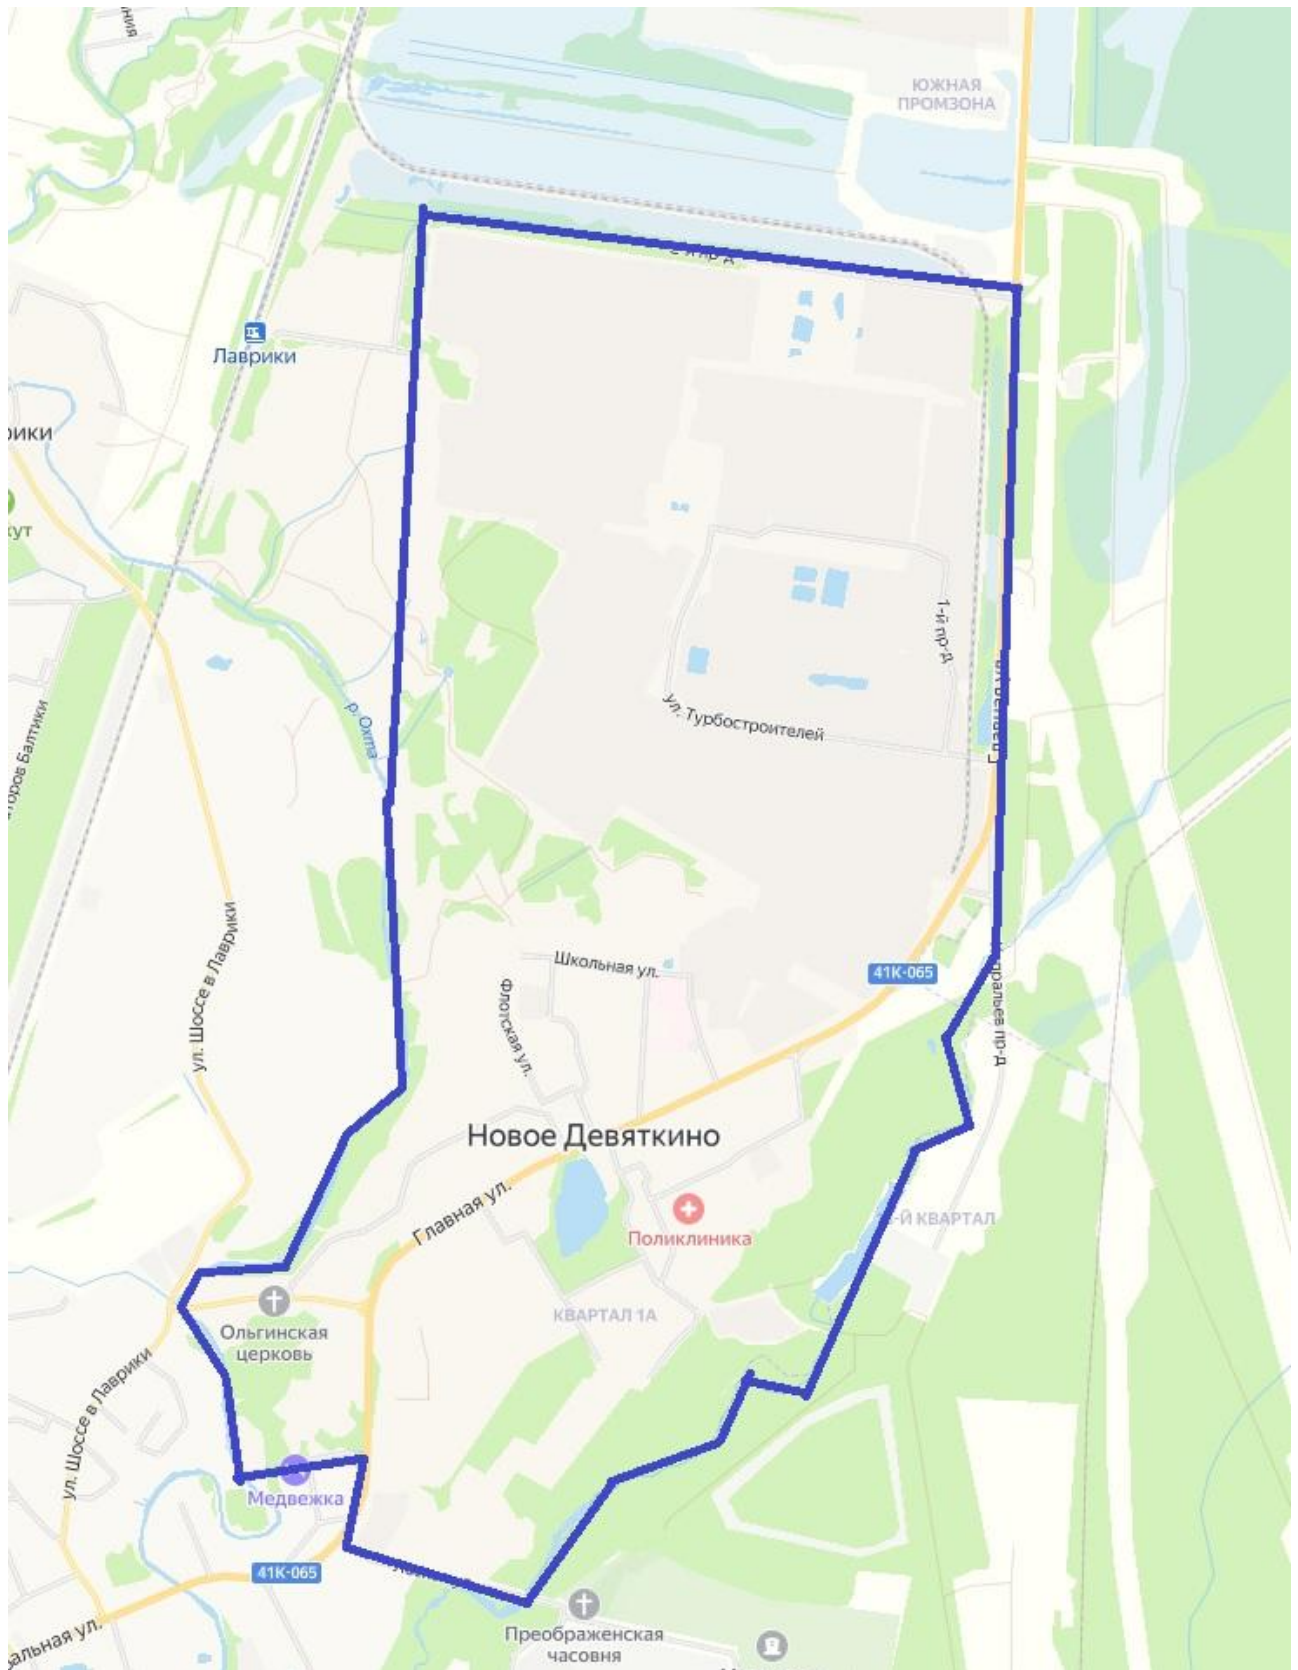 ЮЖНАЯ
ПРОМЗОНА
Лаврики
р. Охта
1-й пр-д
ул. Турбостроителей
ул. Шоссе в Лаврики
Школьная ул.
Флотская ул.
41К-065
Новое Девяткино
Главная ул.
Поликлиника
КВАРТАЛ
КВАРТАЛ 1А
Ольгинская
церковь
ул. Шоссе в Лаврики
Медвежка
41К-065
Преображенская
часовня